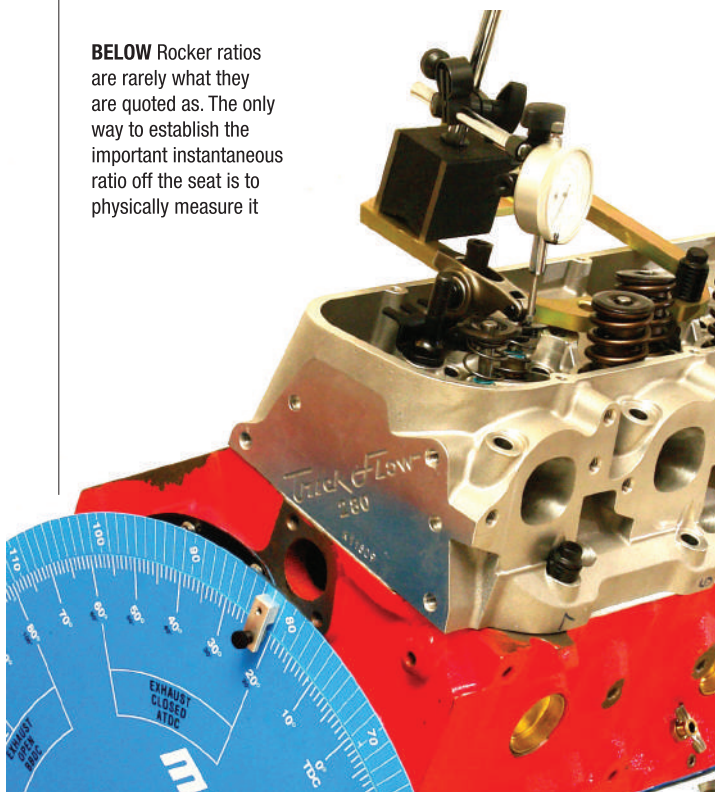 BELOW Rocker ratios
are rarely what they
are quoted as. The only
way to establish the
important instantaneous
ratio off the seat is to
physically measure it
Trick Flow
280
110
100
90
80
70
70°
60°
50°
40°
30°
20°
10°
0°
TDC
EXHAUST
CLOSED
ATDC
EXHAUST
OPEN
BBDC
7